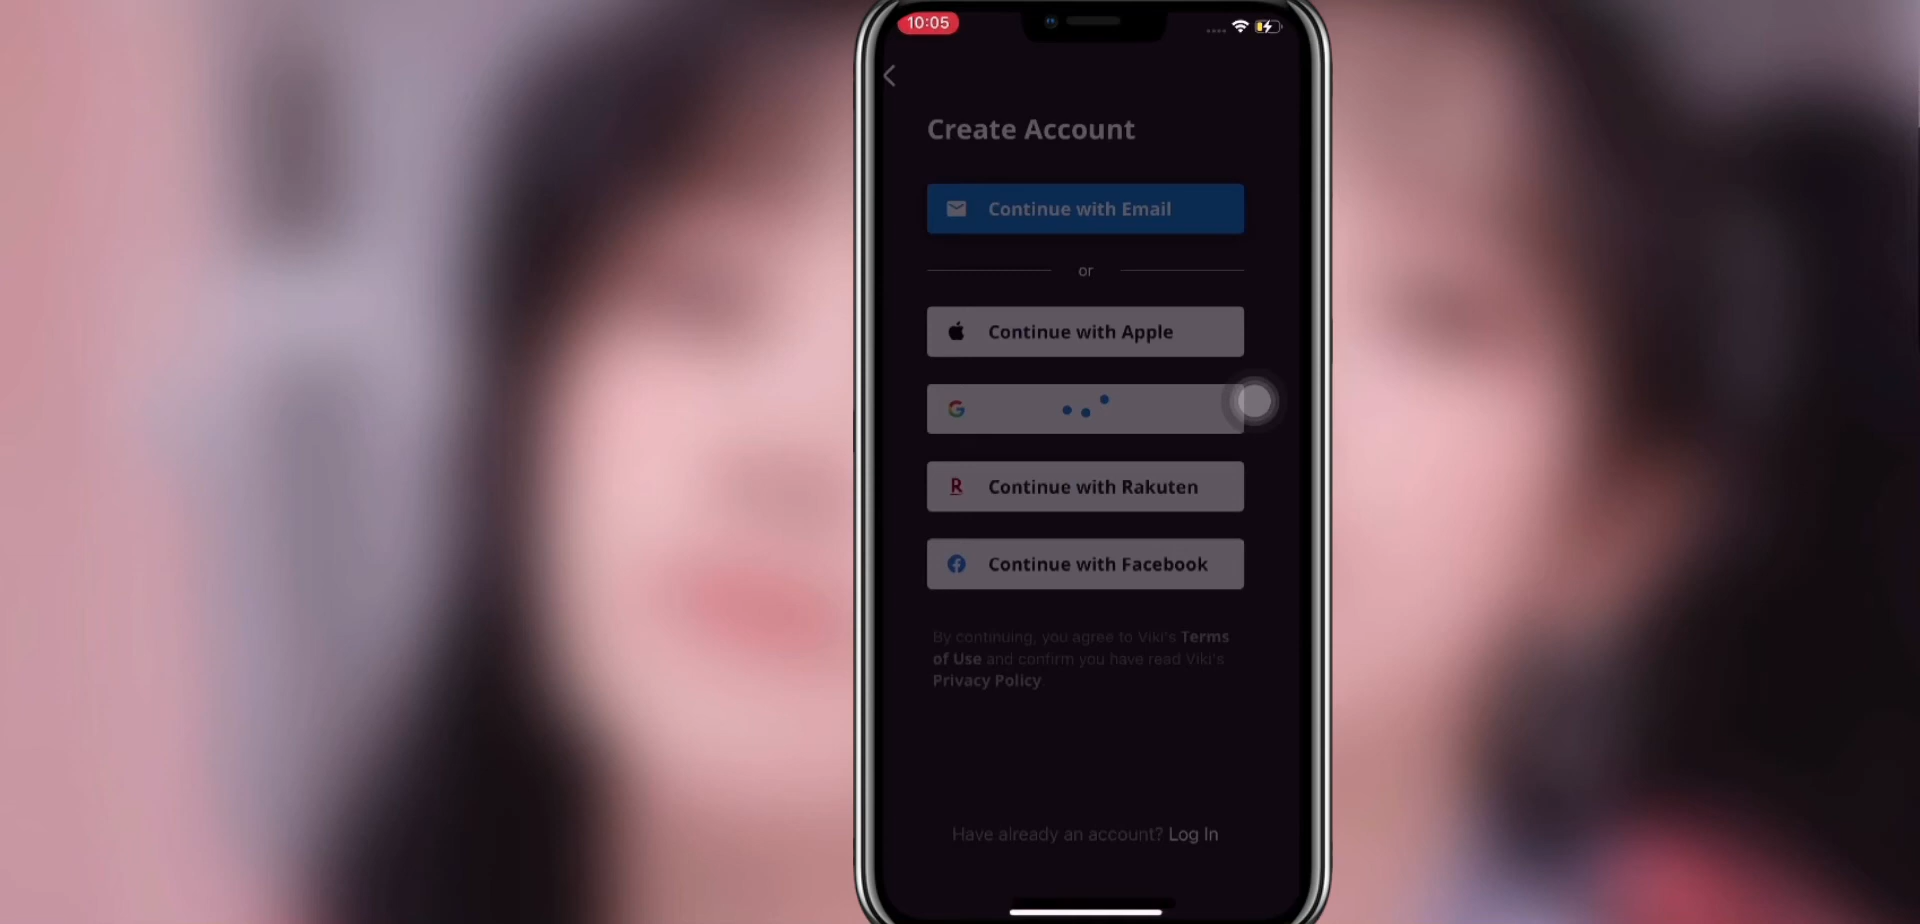 10:05
Create Account
Continue with Email
or
Continue with Apple
G
R Continue with Rakuten
Continue with Facebook
By continuing, you agree to Viki's Terms
of Use and confirm you have read Viki's
Privacy Policy
Have already an account? Log In